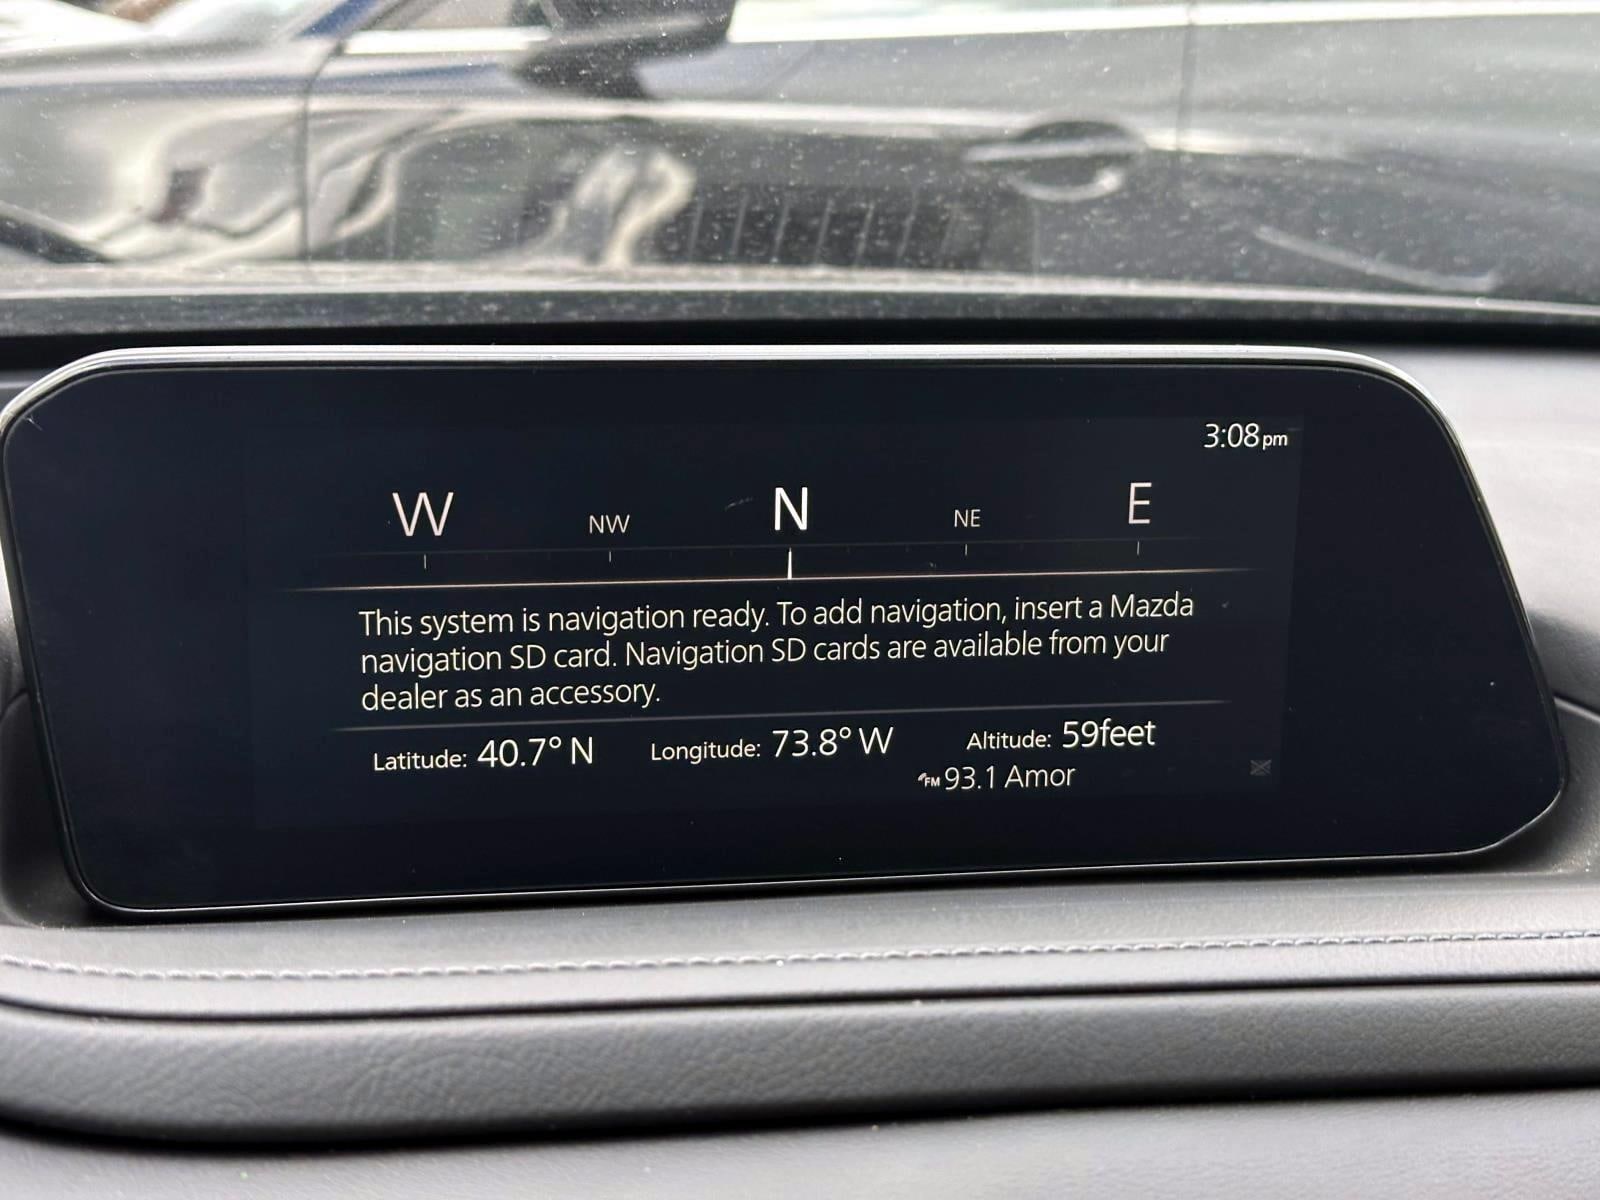 3:08pm
W NW N NE E
This system is navigation ready. To add navigation, insert a Mazda
navigation SD card. Navigation SD cards are available from your
dealer as an accessory.
Latitude: 40.7° N Longitude: 73.8° W Altitude: 59feet
FM 93.1 Amor